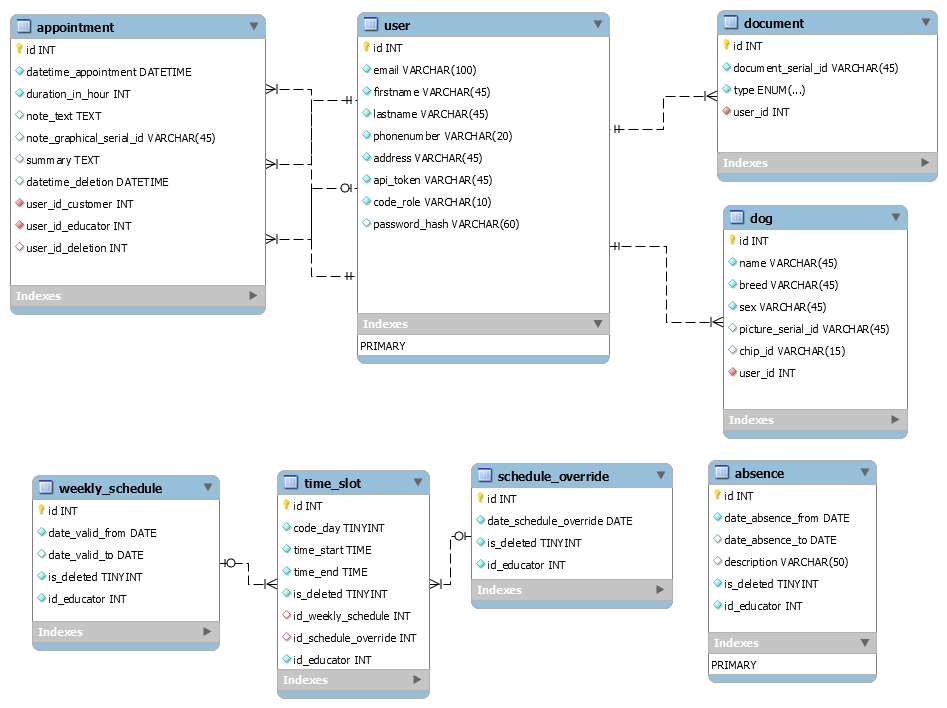 appointment
id INT
datetime_appointment DATETIME
duration_in_hour INT
note_text TEXT
note_graphical_serial_id VARCHAR(45)
summary TEXT
datetime_deletion DATETIME
user_id_customer INT
user_id_educator INT
user_id_deletion INT
Indexes
user
id INT
email VARCHAR(100)
firstname VARCHAR(45)
lastname VARCHAR(45)
phonenumber VARCHAR(20)
address VARCHAR(45)
api_token VARCHAR(45)
code_role VARCHAR(10)
password_hash VARCHAR(60)
Indexes
PRIMARY
document
id INT
document_serial_id VARCHAR(45)
type ENUM(...)
user_id INT
Indexes
dog
id INT
name VARCHAR(45)
breed VARCHAR(45)
sex VARCHAR(45)
picture_serial_id VARCHAR(45)
chip_id VARCHAR(15)
user_id INT
Indexes
weekly_schedule
id INT
date_valid_from DATE
date_valid_to DATE
is_deleted TINYINT
id_educator INT
Indexes
time_slot
id INT
code_day TINYINT
time_start TIME
time_end TIME
is_deleted TINYINT
id_weekly_schedule INT
id_schedule_override INT
id_educator INT
Indexes
schedule_override
id INT
date_schedule_override DATE
is_deleted TINYINT
id_educator INT
Indexes
absence
id INT
date_absence_from DATE
date_absence_to DATE
description VARCHAR(50)
is_deleted TINYINT
id_educator INT
Indexes
PRIMARY